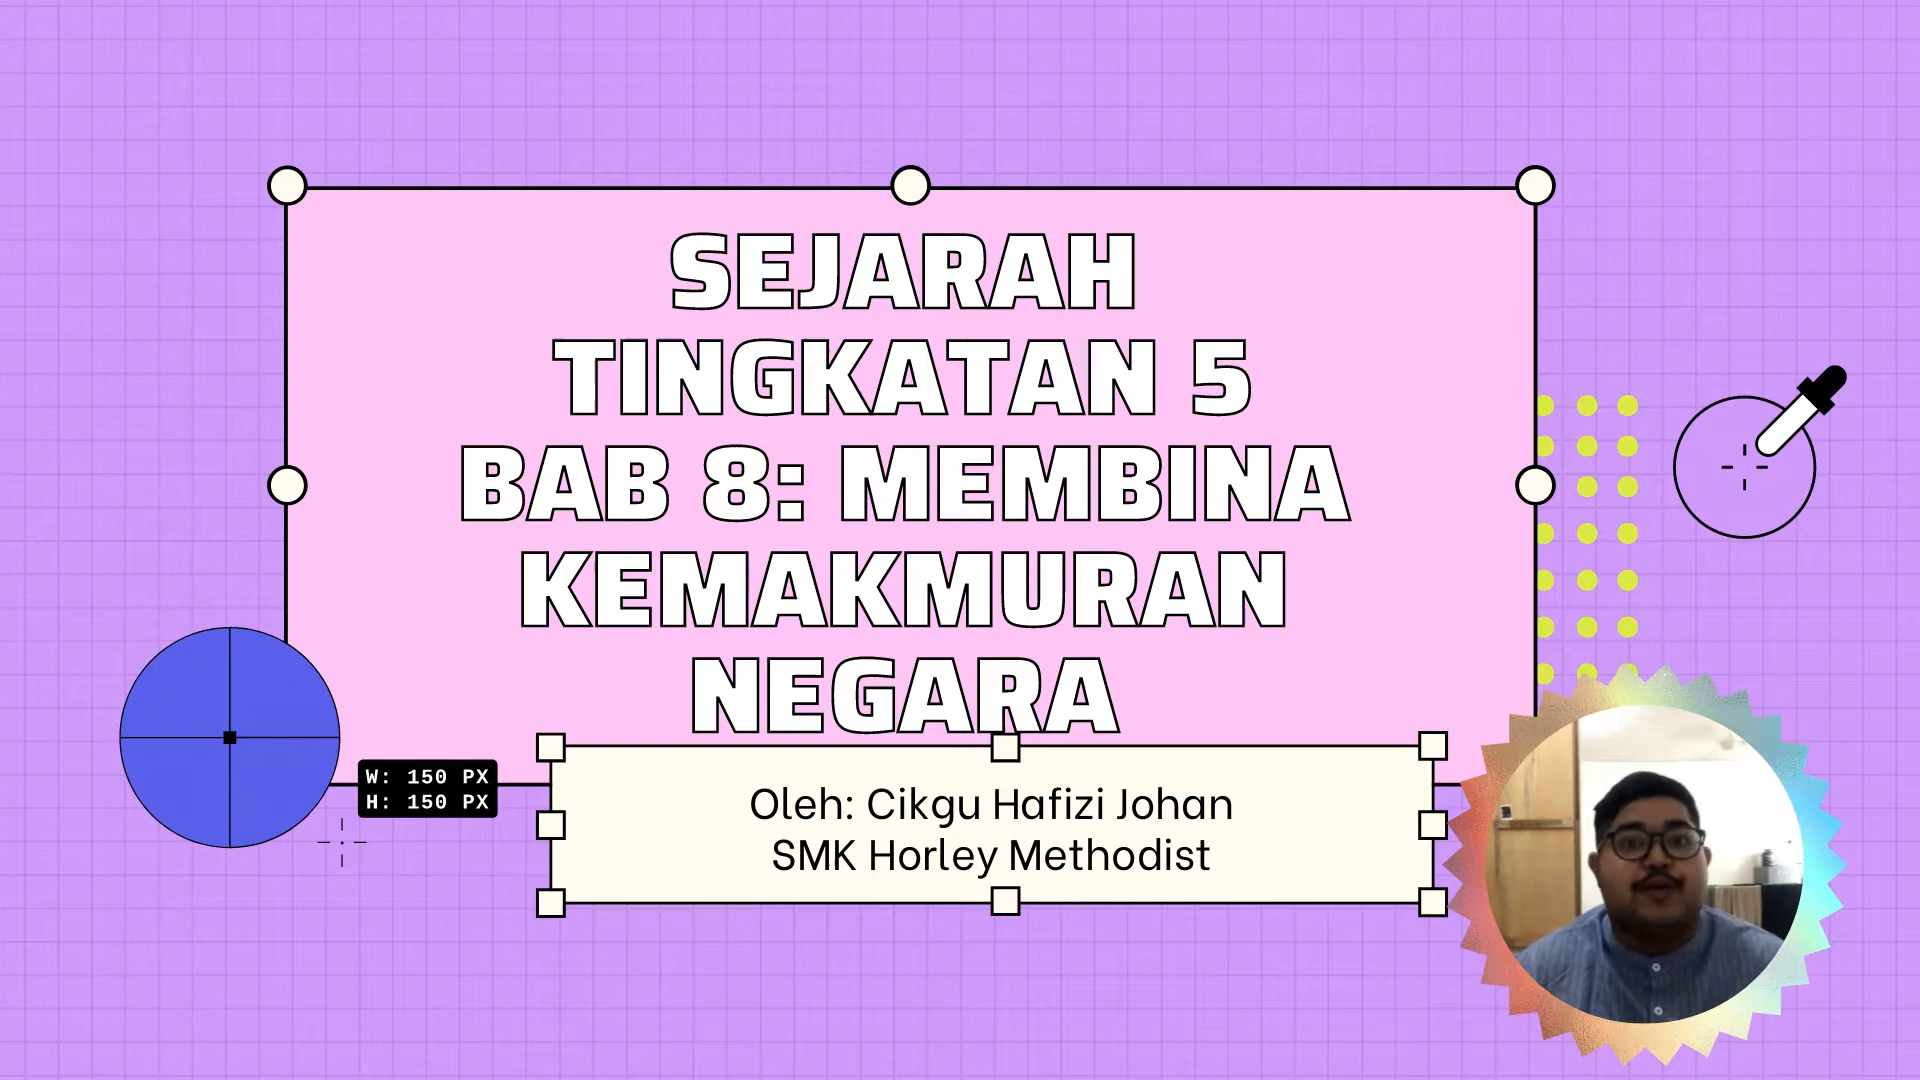 SEJARAH
TINGKATAN 5
BAB 8: MEMBINA
KEMAKMURAN
NEGARA
W: 150 PX
H: 150 PX
Oleh: Cikgu Hafizi Johan
SMK Horley Methodist